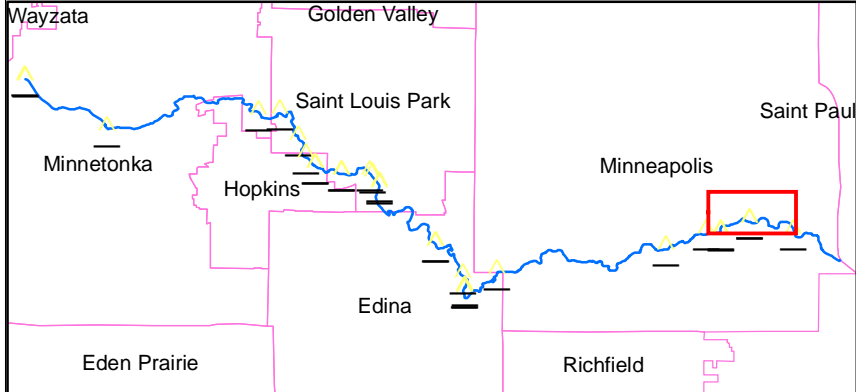 Wayzata
Golden Valley
Saint Louis Park
Saint Paul
Minnetonka
Minneapolis
Hopkins
Edina
Eden Prairie
Richfield